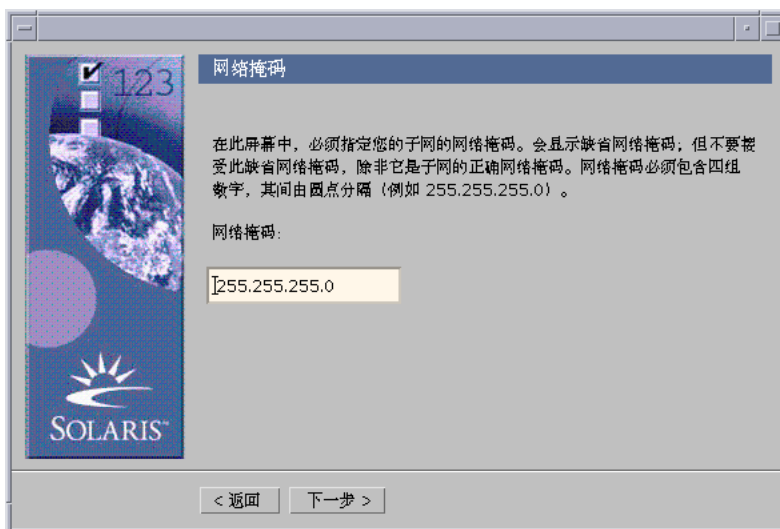 123
网络掩码
在此屏幕中，必须指定您的子网的网络掩码。会显示缺省网络掩码；但不要接
受此缺省网络掩码，除非它是子网的正确网络掩码。网络掩码必须包含四组
数字，其间由圆点分隔（例如 255.255.255.0）。
网络掩码:
255.255.255.0
SOLARIS™
< 返回
下一步 >